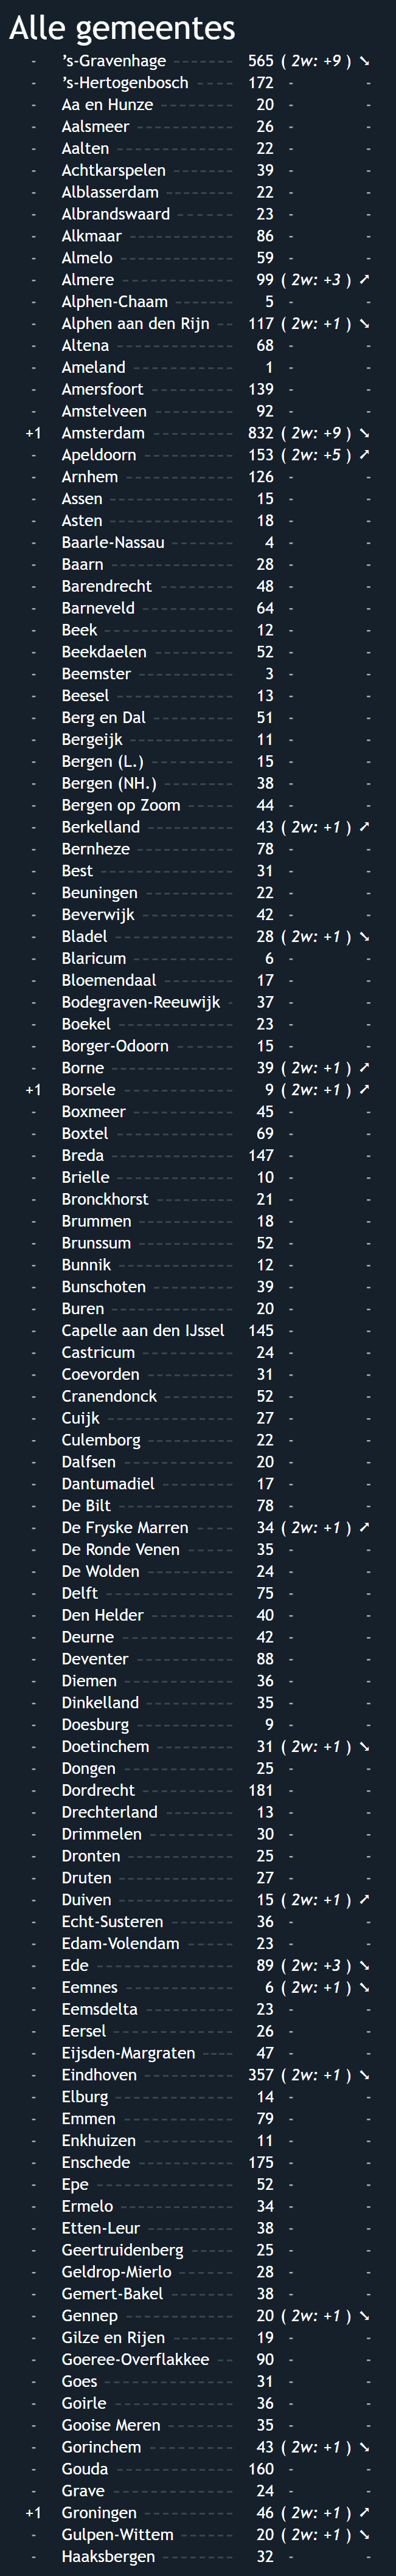 Alle gemeentes
- ’s-Gravenhage ------- 565 ( 2w: +9 ) ➘
- ’s-Hertogenbosch ----- 172 - -
- Aa en Hunze -------- 20 - -
- Aalsmeer ---------- 26 - -
- Aalten ------------ 22 - -
- Achtkarspelen ------- 39 - -
- Alblasserdam -------- 22 - -
- Albrandswaard ------ 23 - -
- Alkmaar ----------- 86 - -
- Almelo ------------ 59 - -
- Almere ------------ 99 ( 2w: +3 ) ➚
- Alphen-Chaam ------- 5 - -
- Alphen aan den Rijn -- 117 ( 2w: +1 ) ➘
- Altena ------------ 68 - -
- Ameland ----------- 1 - -
- Amersfoort --------- 139 - -
- Amstelveen --------- 92 - -
+1 Amsterdam --------- 832 ( 2w: +9 ) ➘
- Apeldoorn ---------- 153 ( 2w: +5 ) ➚
- Arnhem ----------- 126 - -
- Assen ------------ 15 - -
- Asten ------------ 18 - -
- Baarle-Nassau ------- 4 - -
- Baarn ------------ 28 - -
- Barendrecht -------- 48 - -
- Barneveld ---------- 64 - -
- Beek ------------- 12 - -
- Beekdaelen --------- 52 - -
- Beemster ---------- 3 - -
- Beesel ------------ 13 - -
- Berg en Dal --------- 51 - -
- Bergeijk ----------- 11 - -
- Bergen (L.) --------- 15 - -
- Bergen (NH.) -------- 38 - -
- Bergen op Zoom ----- 44 - -
- Berkelland --------- 43 ( 2w: +1 ) ➚
- Bernheze ---------- 78 - -
- Best ------------- 31 - -
- Beuningen --------- 22 - -
- Beverwijk ---------- 42 - -
- Bladel ------------ 28 ( 2w: +1 ) ➘
- Blaricum ---------- 6 - -
- Bloemendaal -------- 17 - -
- Bodegraven-Reeuwijk - 37 - -
- Boekel ------------ 23 - -
- Borger-Odoorn ------ 15 - -
- Borne ------------ 39 ( 2w: +1 ) ➚
+1 Borsele ----------- 9 ( 2w: +1 ) ➚
- Boxmeer ---------- 45 - -
- Boxtel ------------ 69 - -
- Breda ------------ 147 - -
- Brielle ------------ 10 - -
- Bronckhorst -------- 21 - -
- Brummen ---------- 18 - -
- Brunssum ---------- 52 - -
- Bunnik ------------ 12 - -
- Bunschoten --------- 39 - -
- Buren ------------ 20 - -
- Capelle aan den IJssel 145 - -
- Castricum ---------- 24 - -
- Coevorden --------- 31 - -
- Cranendonck -------- 52 - -
- Cuijk ------------- 27 - -
- Culemborg --------- 22 - -
- Dalfsen ----------- 20 - -
- Dantumadiel -------- 17 - -
- De Bilt ------------ 78 - -
- De Fryske Marren ----- 34 ( 2w: +1 ) ➚
- De Ronde Venen ----- 35 - -
- De Wolden --------- 24 - -
- Delft ------------- 75 - -
- Den Helder --------- 40 - -
- Deurne ----------- 42 - -
- Deventer ---------- 88 - -
- Diemen ----------- 36 - -
- Dinkelland --------- 35 - -
- Doesburg ---------- 9 - -
- Doetinchem -------- 31 ( 2w: +1 ) ➘
- Dongen ----------- 25 - -
- Dordrecht ---------- 181 - -
- Drechterland -------- 13 - -
- Drimmelen --------- 30 - -
- Dronten ----------- 25 - -
- Druten ----------- 27 - -
- Duiven ----------- 15 ( 2w: +1 ) ➚
- Echt-Susteren ------- 36 - -
- Edam-Volendam ------ 23 - -
- Ede -------------- 89 ( 2w: +3 ) ➘
- Eemnes ----------- 6 ( 2w: +1 ) ➘
- Eemsdelta ---------- 23 - -
- Eersel ------------ 26 - -
- Eijsden-Margraten ---- 47 - -
- Eindhoven ---------- 357 ( 2w: +1 ) ➘
- Elburg ------------ 14 - -
- Emmen ----------- 79 - -
- Enkhuizen ---------- 11 - -
- Enschede ---------- 175 - -
- Epe -------------- 52 - -
- Ermelo ------------ 34 - -
- Etten-Leur --------- 38 - -
- Geertruidenberg ----- 25 - -
- Geldrop-Mierlo ------ 28 - -
- Gemert-Bakel ------- 38 - -
- Gennep ----------- 20 ( 2w: +1 ) ➘
- Gilze en Rijen ------- 19 - -
- Goeree-Overflakkee -- 90 - -
- Goes ------------- 31 - -
- Goirle ------------ 36 - -
- Gooise Meren ------- 35 - -
- Gorinchem --------- 43 ( 2w: +1 ) ➘
- Gouda ------------ 160 - -
- Grave ------------ 24 - -
+1 Groningen ---------- 46 ( 2w: +1 ) ➚
- Gulpen-Wittem ------ 20 ( 2w: +1 ) ➘
- Haaksbergen -------- 32 - -